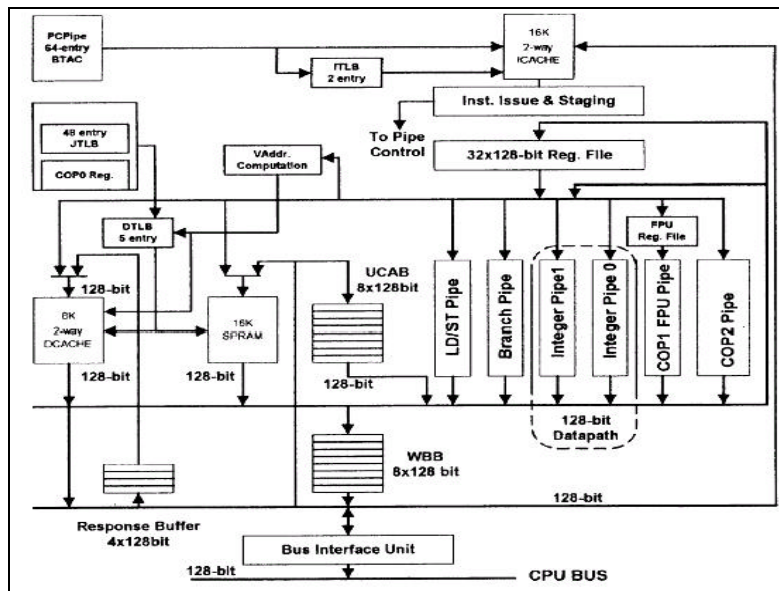 PCPipe
64-entry
BTAC
16K
2-way
ICACHE
ITLB
2 entry
Inst. Issue & Staging
To Pipe
Control
48 entry
JTLB
COP0 Reg.
VAddr.
Computation
32x128-bit Reg. File
DTLB
5 entry
FPU
Reg. File
128-bit
UCAB
8x128bit
8K
2-way
DCACHE
16K
SPRAM
LD/ST Pipe
Branch Pipe
Integer Pipe1
Integer Pipe 0
COP1 FPU Pipe
COP2 Pipe
128-bit
128-bit
128-bit
128-bit
Datapath
WBB
8x128 bit
128-bit
Response Buffer
4x128bit
Bus Interface Unit
128-bit
CPU BUS